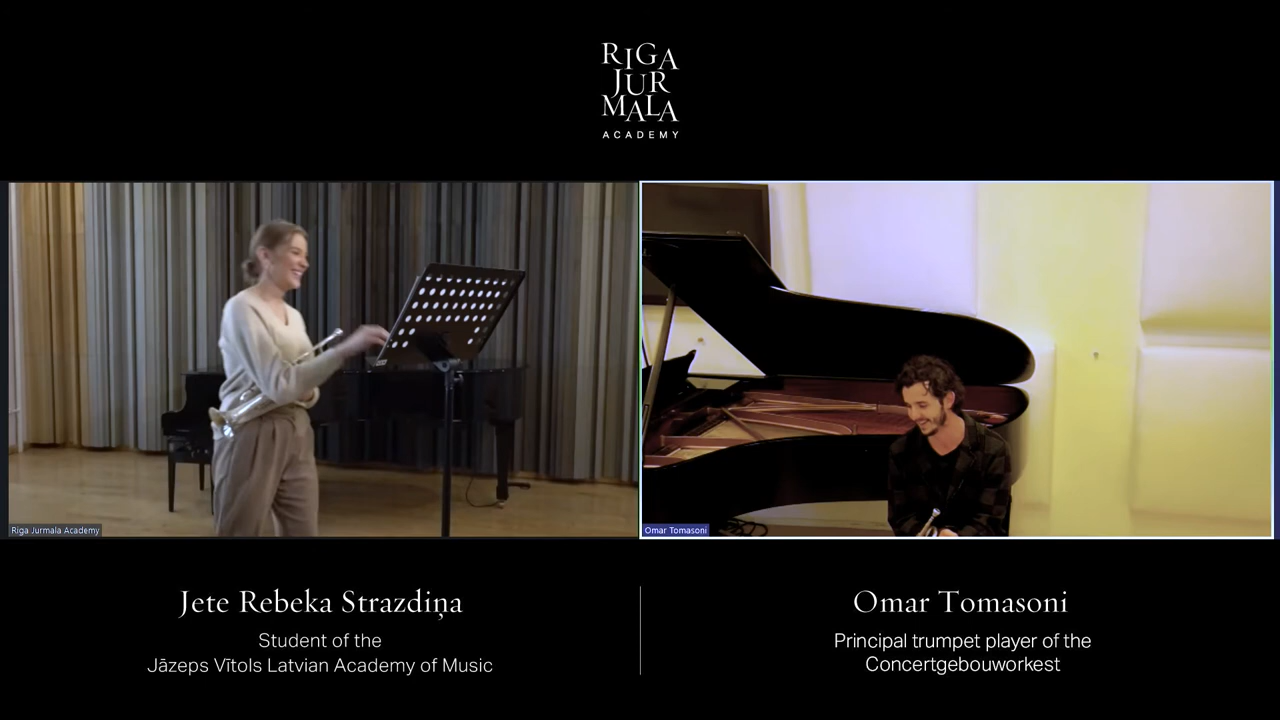 RIGA
JUR
MALA
ACADEMY
Riga Jurmala Academy
Omar Tomasoni
Jete Rebeka Strazdiņa
Student of the
Jāzeps Vītols Latvian Academy of Music
Omar Tomasoni
Principal trumpet player of the
Concertgebouworkest